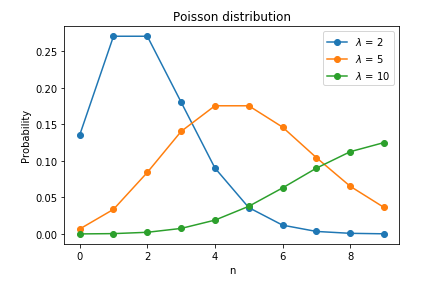 Poisson distribution
λ = 2
λ = 5
λ = 10
Probability
0.25
0.20
0.15
0.10
0.05
0.00
0 2 4 6 8
n